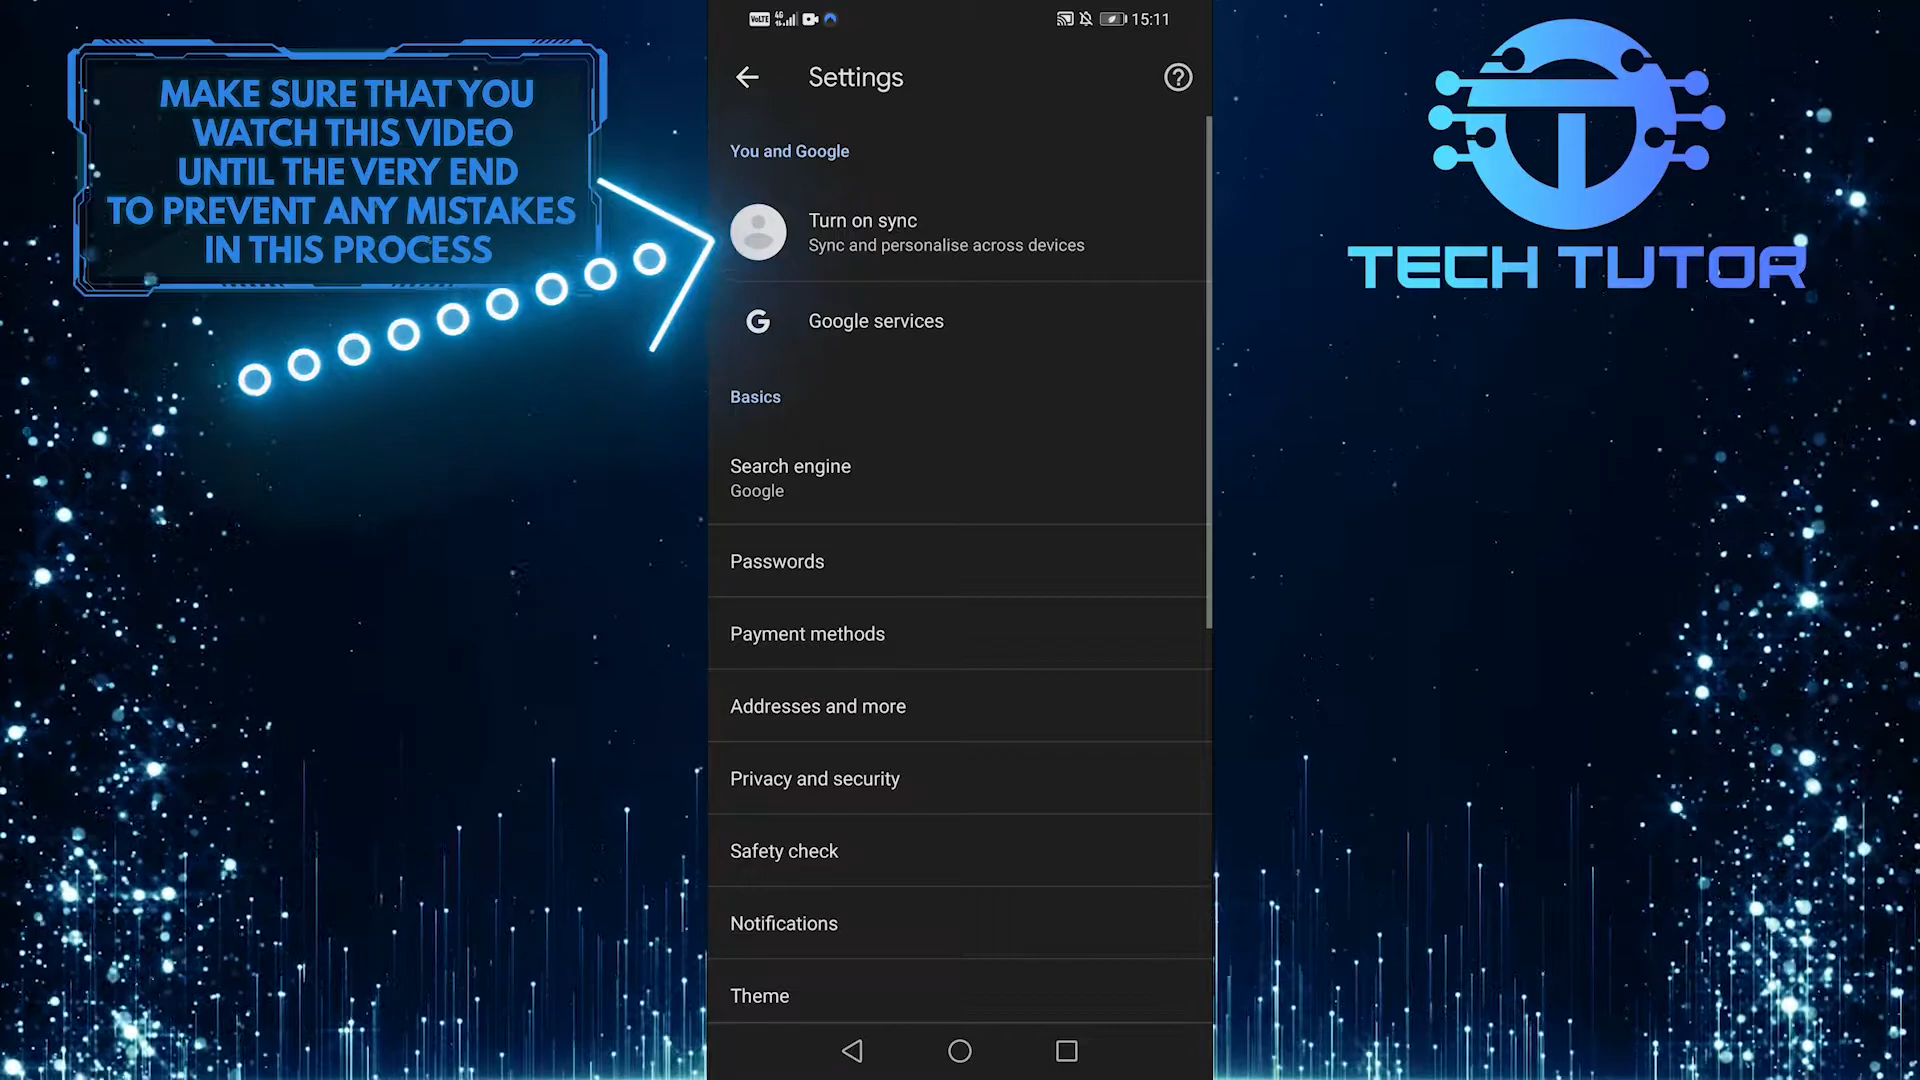 MAKE SURE THAT YOU
WATCH THIS VIDEO
UNTIL THE VERY END
TO PREVENT ANY MISTAKES
IN THIS PROCESS
VoLTE 4G 15:11
Settings
You and Google
Turn on sync
Sync and personalise across devices
G Google services
Basics
Search engine
Google
Passwords
Payment methods
Addresses and more
Privacy and security
Safety check
Notifications
Theme
TECH TUTOR